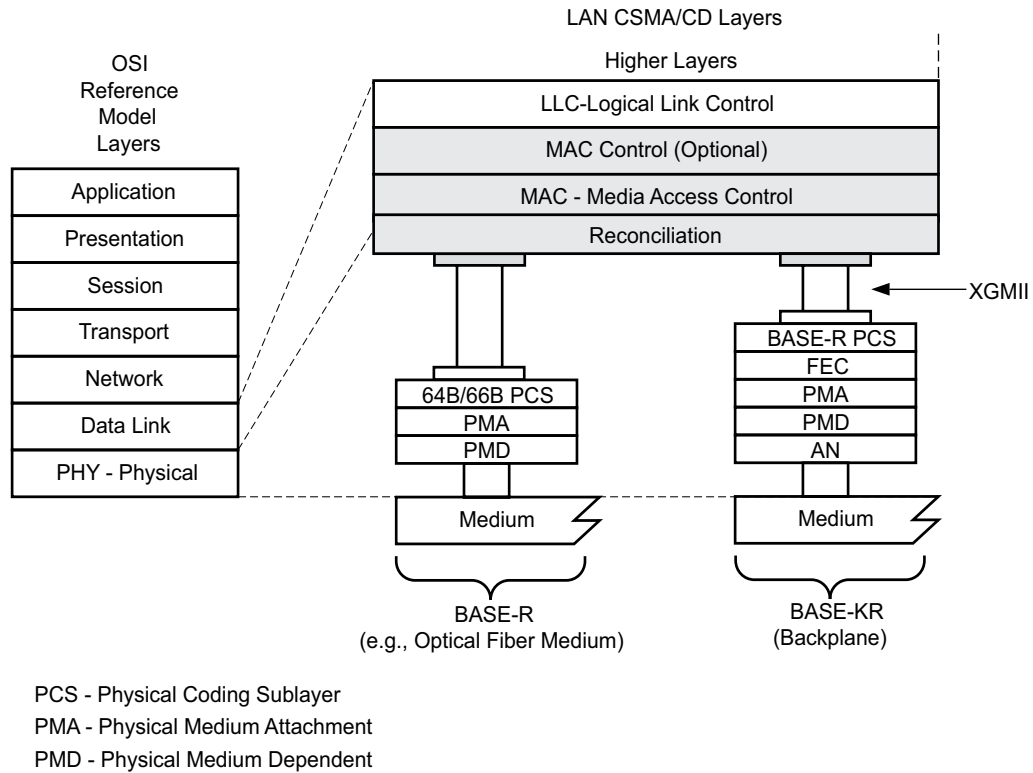 LAN CSMA/CD Layers
OSI
Reference
Model
Layers
Higher Layers
LLC-Logical Link Control
MAC Control (Optional)
MAC - Media Access Control
Reconciliation
Application
Presentation
Session
Transport
Network
Data Link
PHY - Physical
XGMII
64B/66B PCS
PMA
PMD
Medium
BASE-R
(e.g., Optical Fiber Medium)
BASE-R PCS
FEC
PMA
PMD
AN
Medium
BASE-KR
(Backplane)
PCS - Physical Coding Sublayer
PMA - Physical Medium Attachment
PMD - Physical Medium Dependent